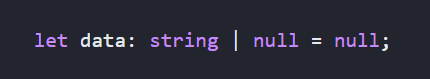 let data: string | null = null;